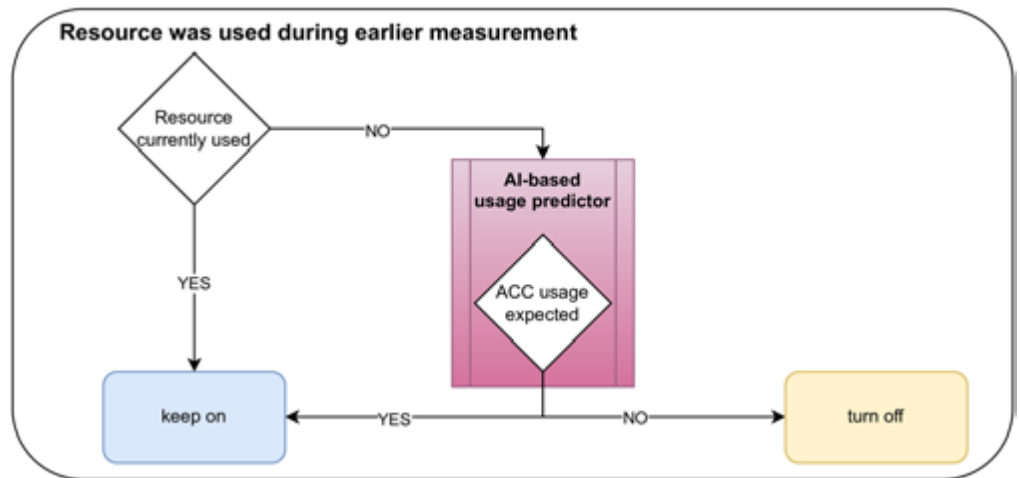 Resource was used during earlier measurement
Resource
currently used
NO
AI-based
usage predictor
YES
ACC usage
expected
keep on
YES
NO
turn off